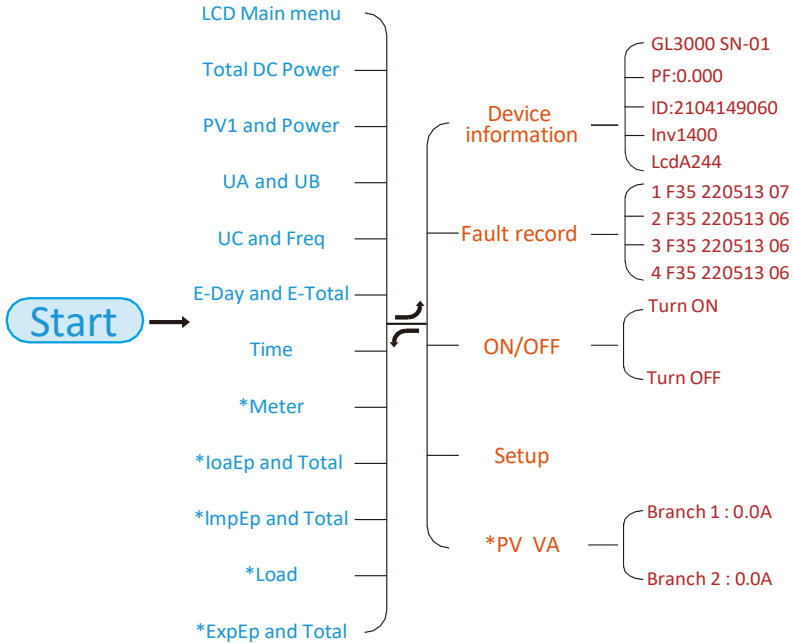 LCD Main menu
Total DC Power
PV1 and Power
UA and UB
UC and Freq
E-Day and E-Total
Start
Time
*Meter
*IoaEp and Total
*ImpEp and Total
*Load
*ExpEp and Total
Device
information
Fault record
ON/OFF
Setup
*PV VA
GL3000 SN-01
PF:0.000
ID:2104149060
Inv1400
LcdA244
1 F35 220513 07
2 F35 220513 06
3 F35 220513 06
4 F35 220513 06
Turn ON
Turn OFF
Branch 1 : 0.0A
Branch 2 : 0.0A